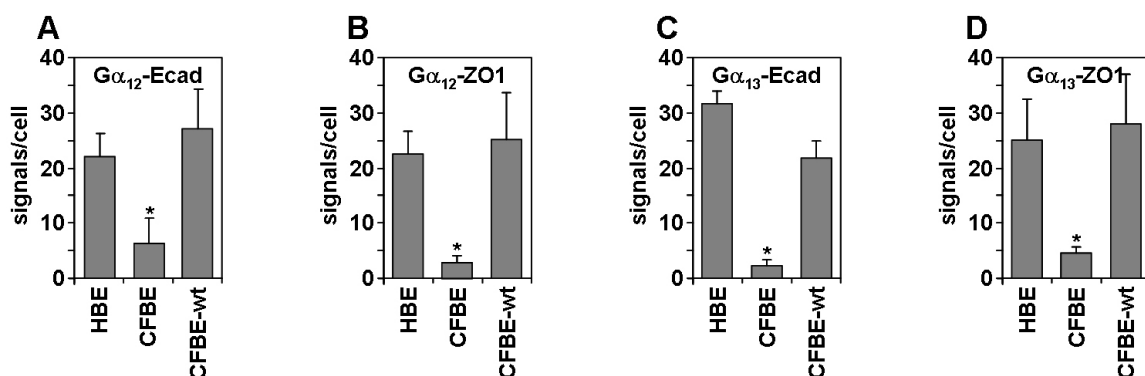 A
signals/cell
40
30
20
10
0
Gα12-Ecad
*
HBE
CFBE
CFBE-wt
B
signals/cell
40
30
20
10
0
Gα12-ZO1
*
HBE
CFBE
CFBE-wt
C
signals/cell
40
30
20
10
0
Gα13-Ecad
*
HBE
CFBE
CFBE-wt
D
signals/cell
40
30
20
10
0
Gα13-ZO1
*
HBE
CFBE
CFBE-wt